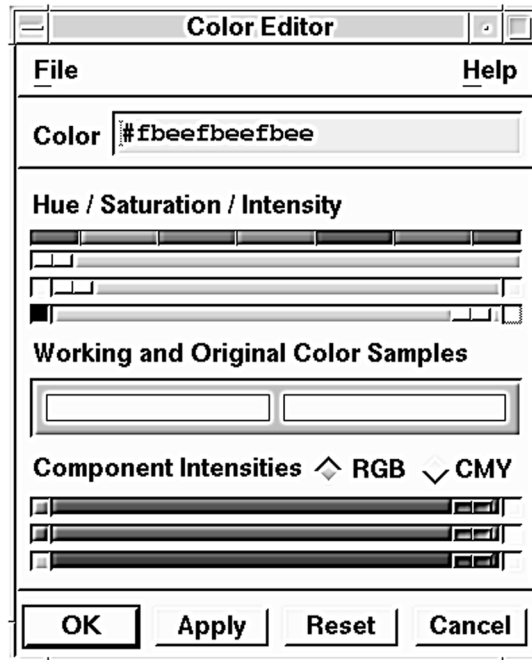 Color Editor
File Help
Color #fbeefbeefbee
Hue / Saturation / Intensity
Working and Original Color Samples
Component Intensities RGB CMY
OK Apply Reset Cancel